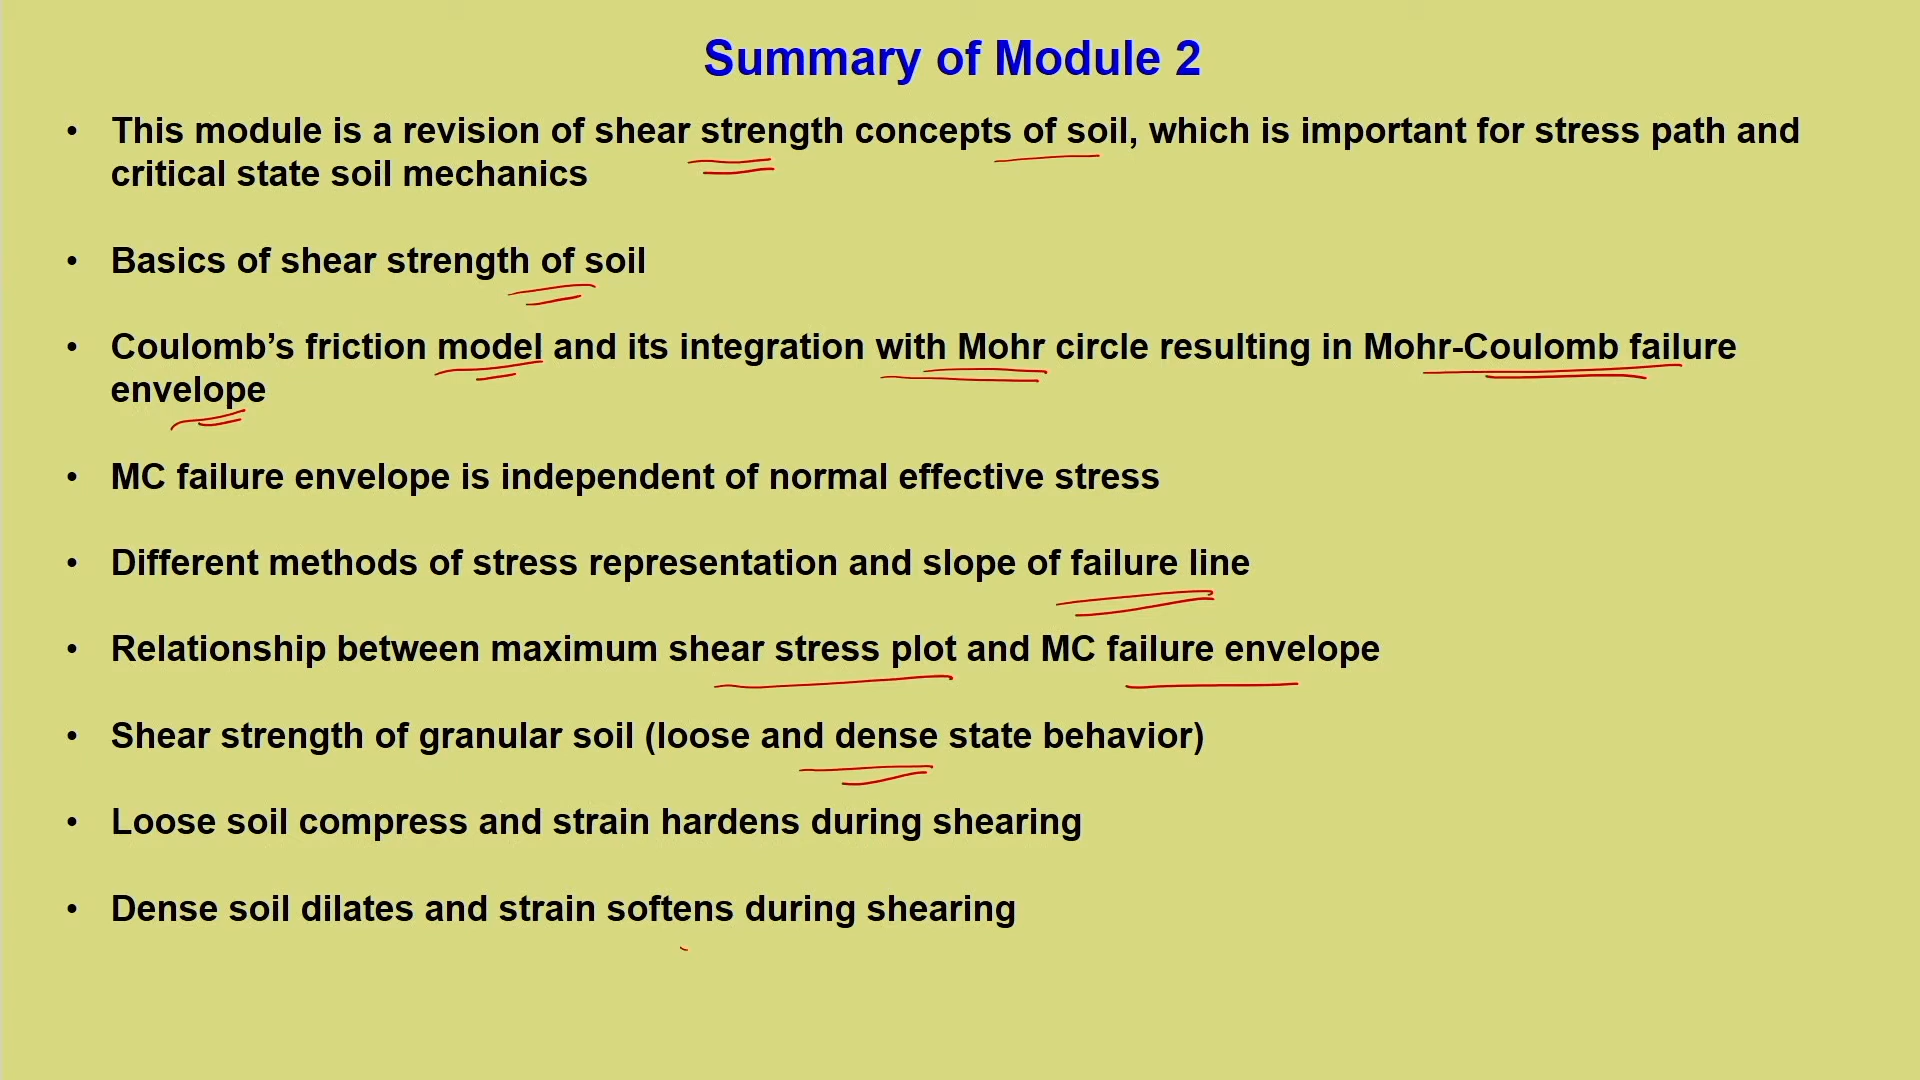 Summary of Module 2
• This module is a revision of shear strength concepts of soil, which is important for stress path and
critical state soil mechanics
• Basics of shear strength of soil
• Coulomb’s friction model and its integration with Mohr circle resulting in Mohr-Coulomb failure
envelope
• MC failure envelope is independent of normal effective stress
• Different methods of stress representation and slope of failure line
• Relationship between maximum shear stress plot and MC failure envelope
• Shear strength of granular soil (loose and dense state behavior)
• Loose soil compress and strain hardens during shearing
• Dense soil dilates and strain softens during shearing